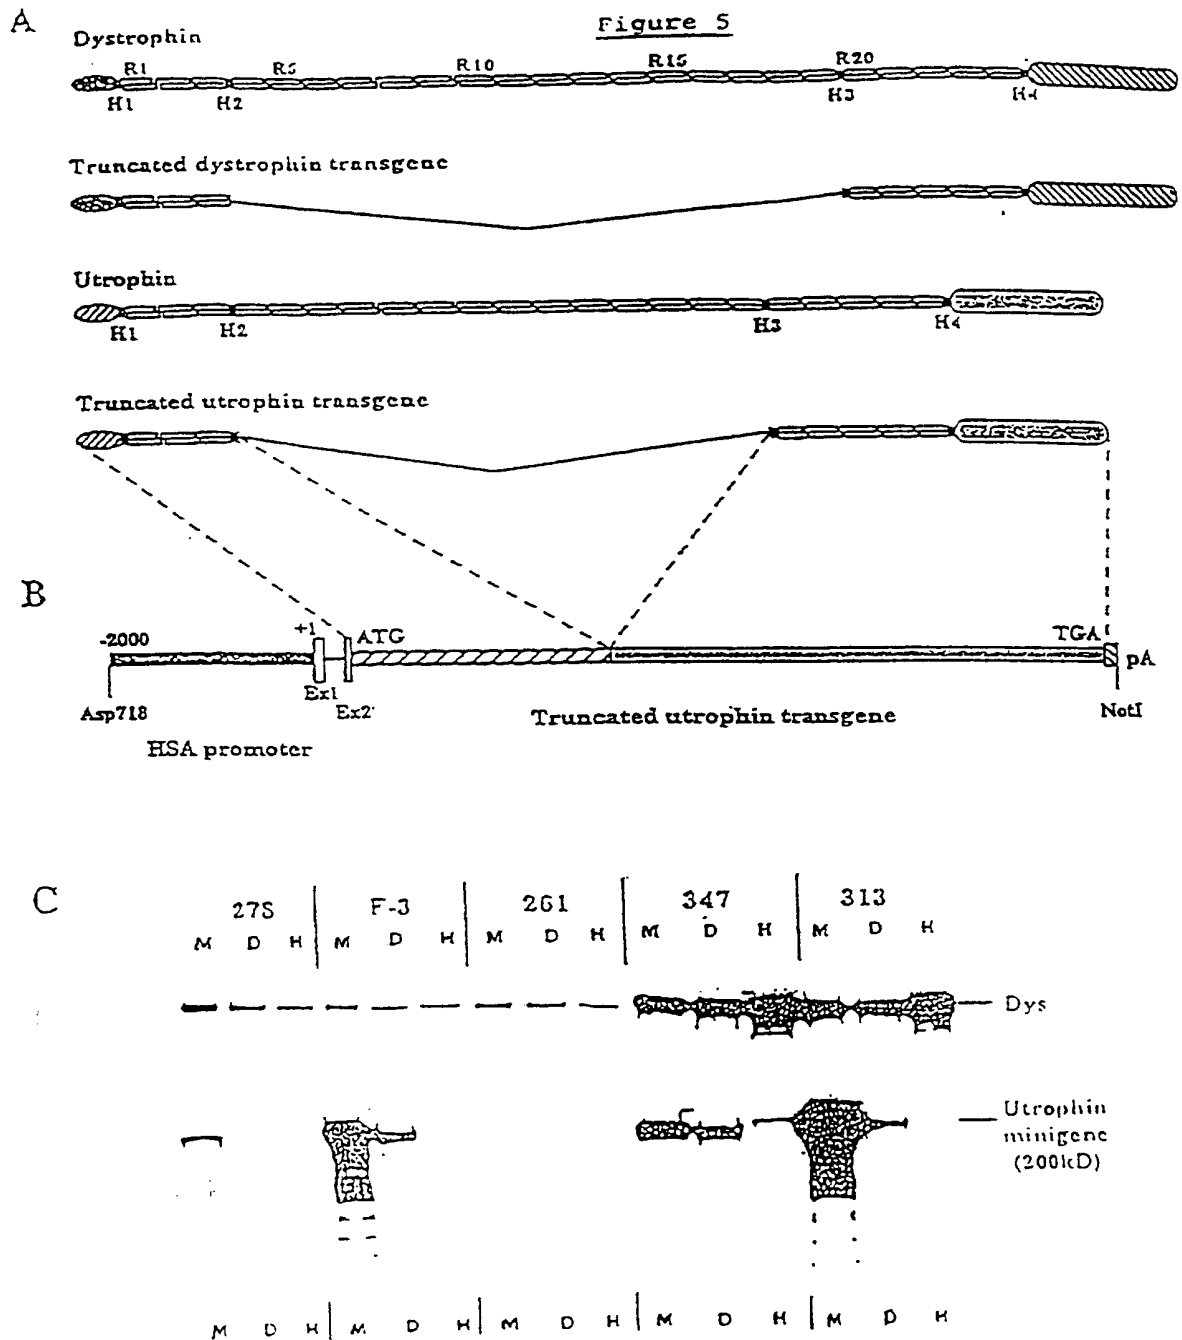 A
Figure 5
Dystrophin
R1 R5 R10 R15 R20
H1 H2 H3 H4
Truncated dystrophin transgene
Utrophin
H1 H2 H3 H4
Truncated utrophin transgene
B
-2000 +1 ATG TGA
pA
Ex1
Asp718 Ex2 Truncated utrophin transgene NotI
HSA promoter
C
27S F-3 261 347 313
M D H M D H M D H M D H M D H
Dys
Utrophin
minigene
(200kD)
M D H M D H M D H M D H M D H